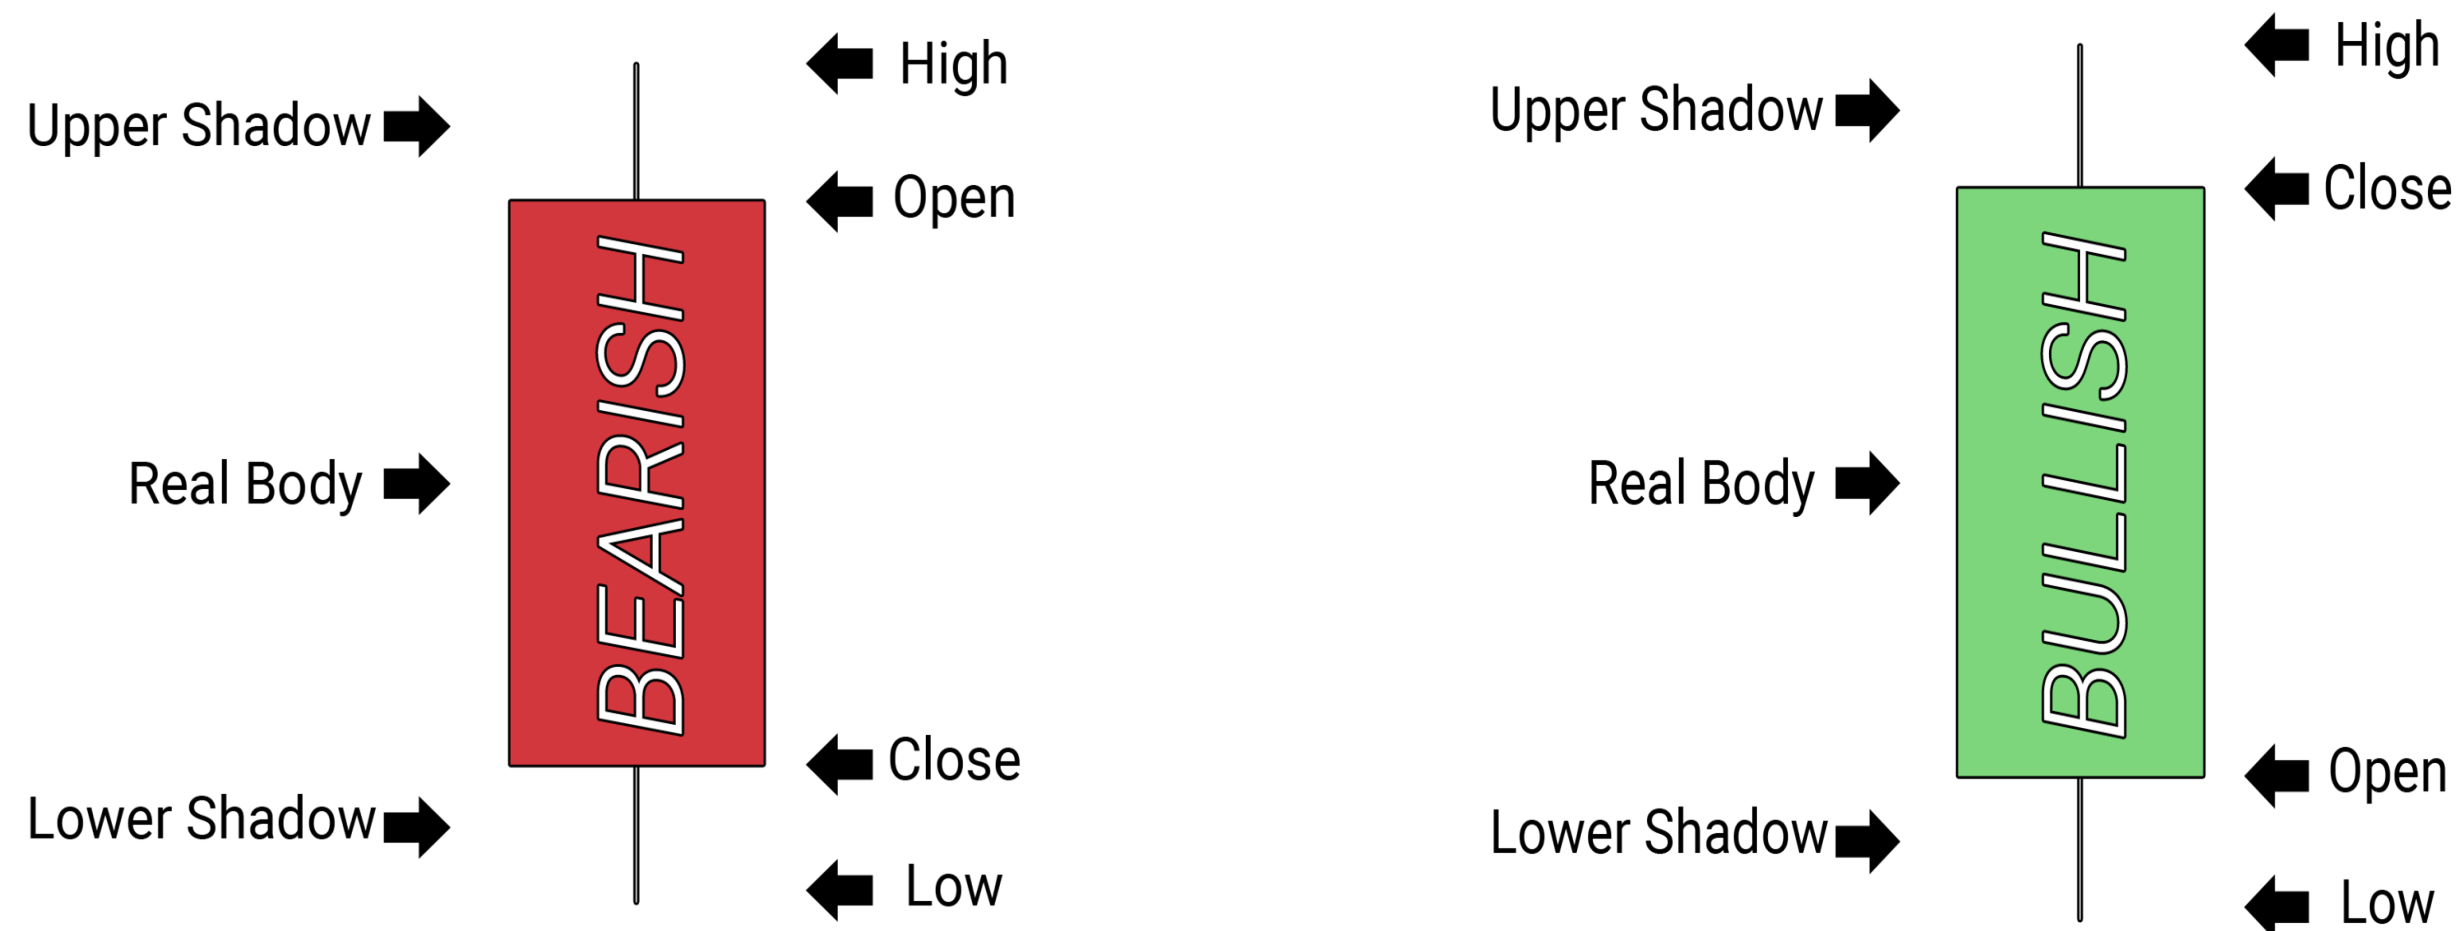 High
Upper Shadow
Open
BEARISH
Real Body
Close
Lower Shadow
Low
High
Upper Shadow
Close
BULLISH
Real Body
Open
Lower Shadow
Low